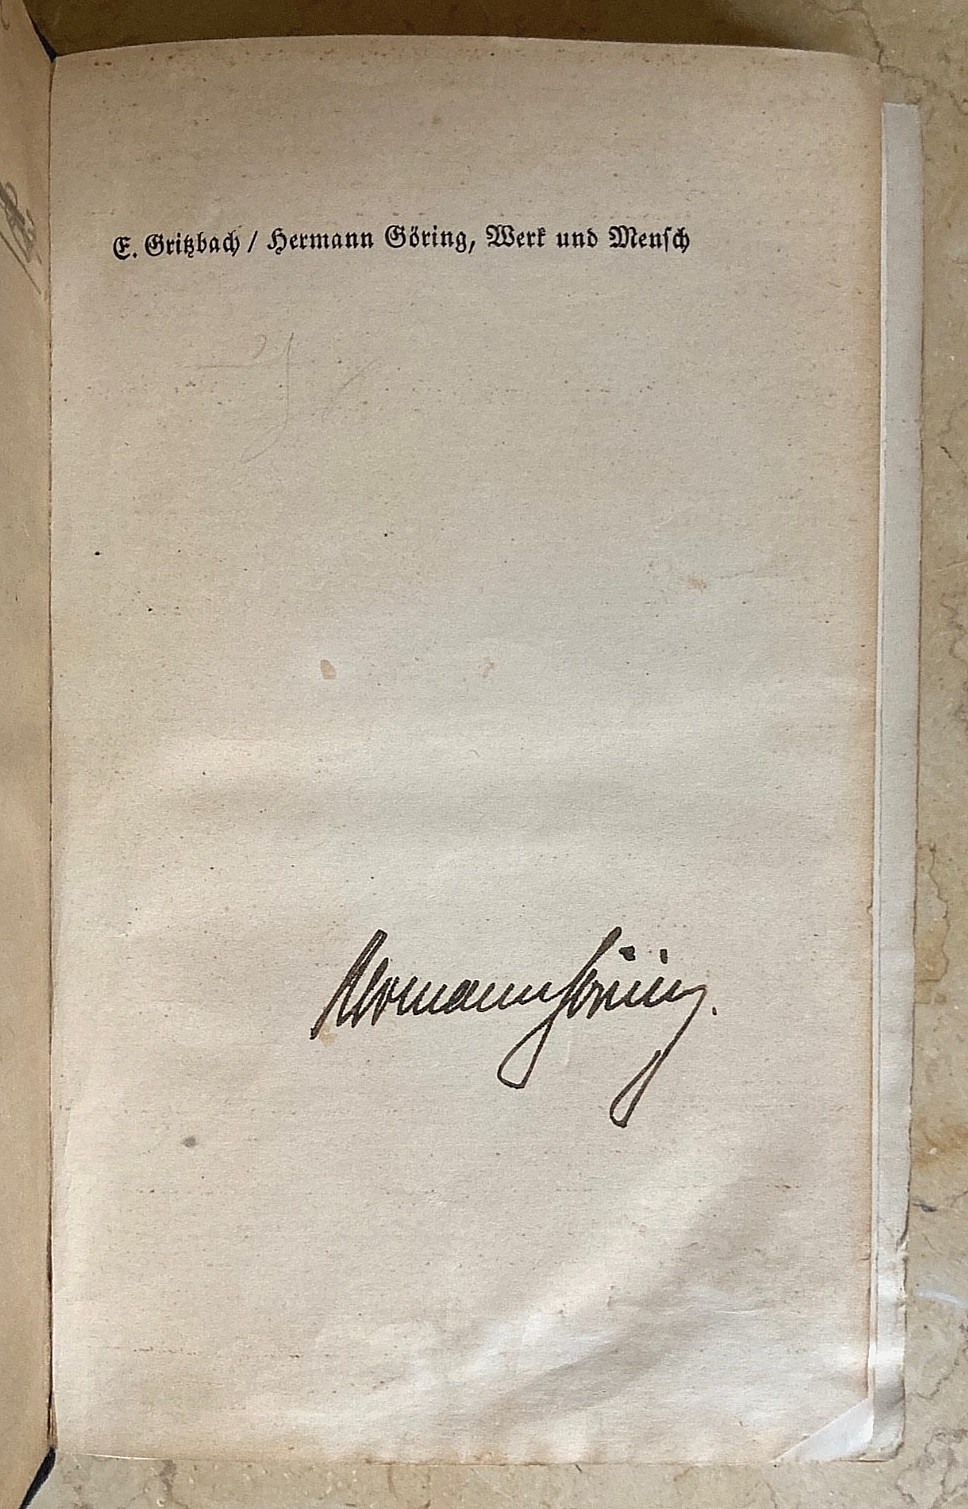 E. Gritzbach / Hermann Göring, Werk und Mensch
Hermann Göring.